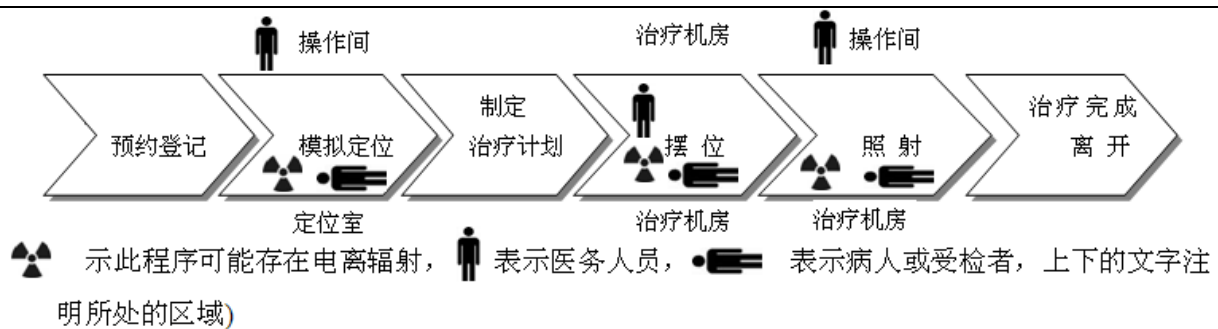 操作间
治疗机房
操作间
预约登记
模拟定位
制定
治疗计划
摆 位
照 射
治疗完成
离 开
定位室
治疗机房
治疗机房
示此程序可能存在电离辐射， 表示医务人员， 表示病人或受检者，上下的文字注
明所处的区域)